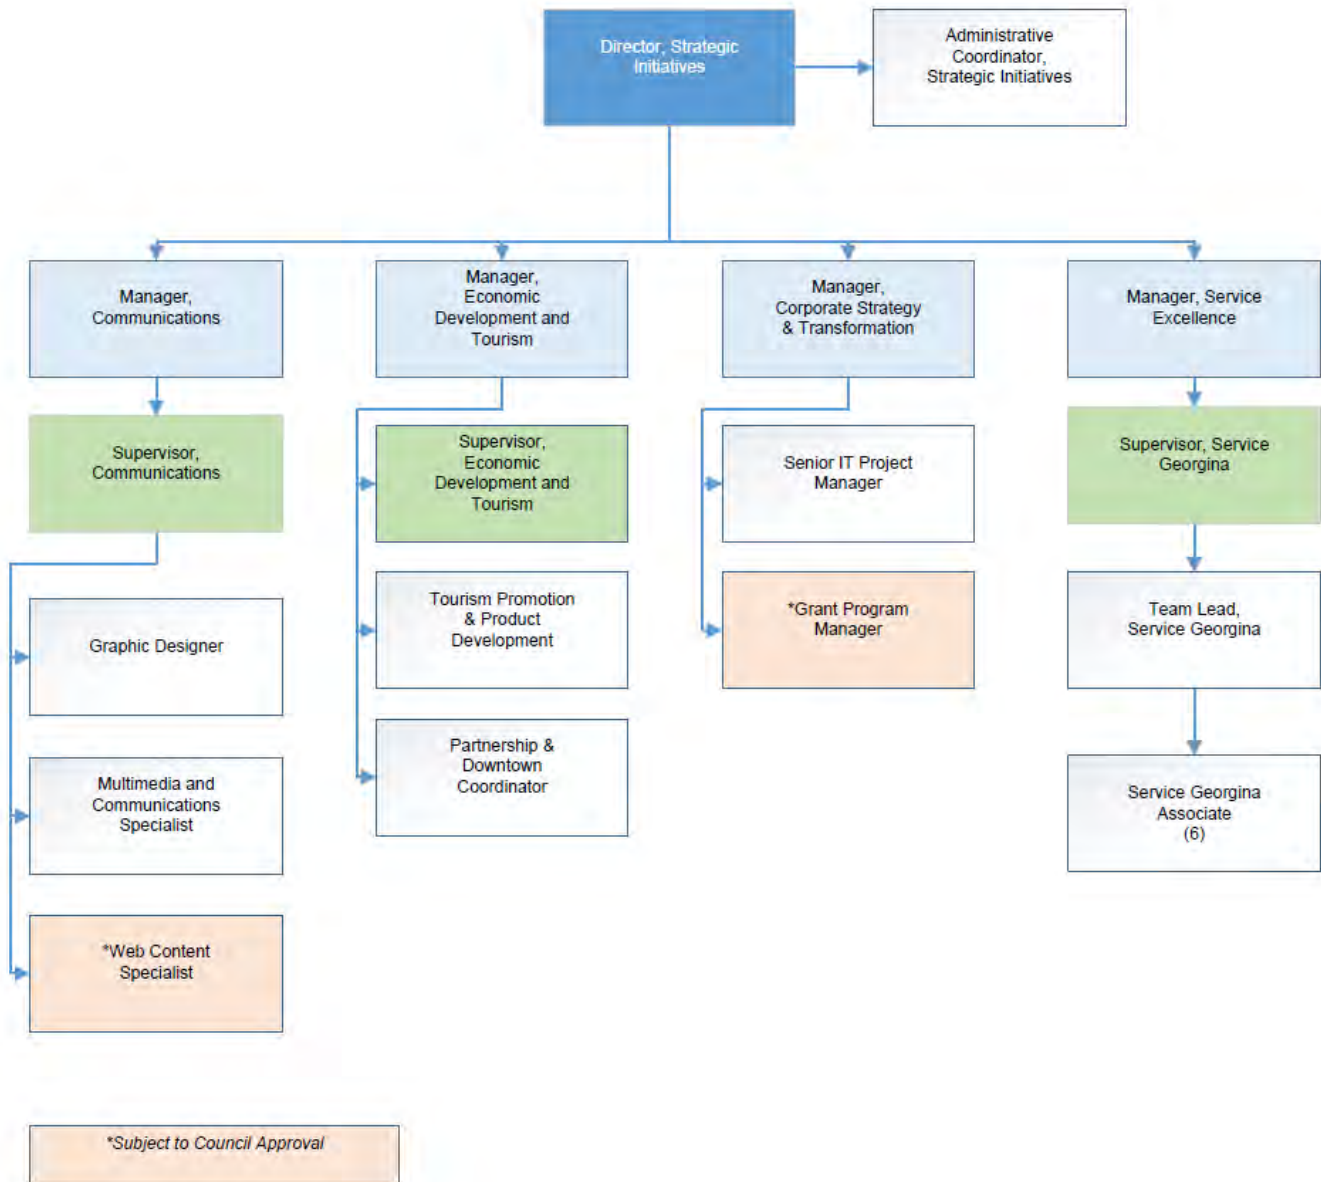 Director, Strategic
Initiatives
Administrative
Coordinator,
Strategic Initiatives
Manager,
Communications
Manager,
Economic
Development and
Tourism
Manager,
Corporate Strategy
& Transformation
Manager, Service
Excellence
Supervisor,
Communications
Supervisor,
Economic
Development and
Tourism
Senior IT Project
Manager
Supervisor, Service
Georgina
Graphic Designer
Tourism Promotion
& Product
Development
*Grant Program
Manager
Team Lead,
Service Georgina
Multimedia and
Communications
Specialist
Partnership &
Downtown
Coordinator
Service Georgina
Associate
(6)
*Web Content
Specialist
*Subject to Council Approval